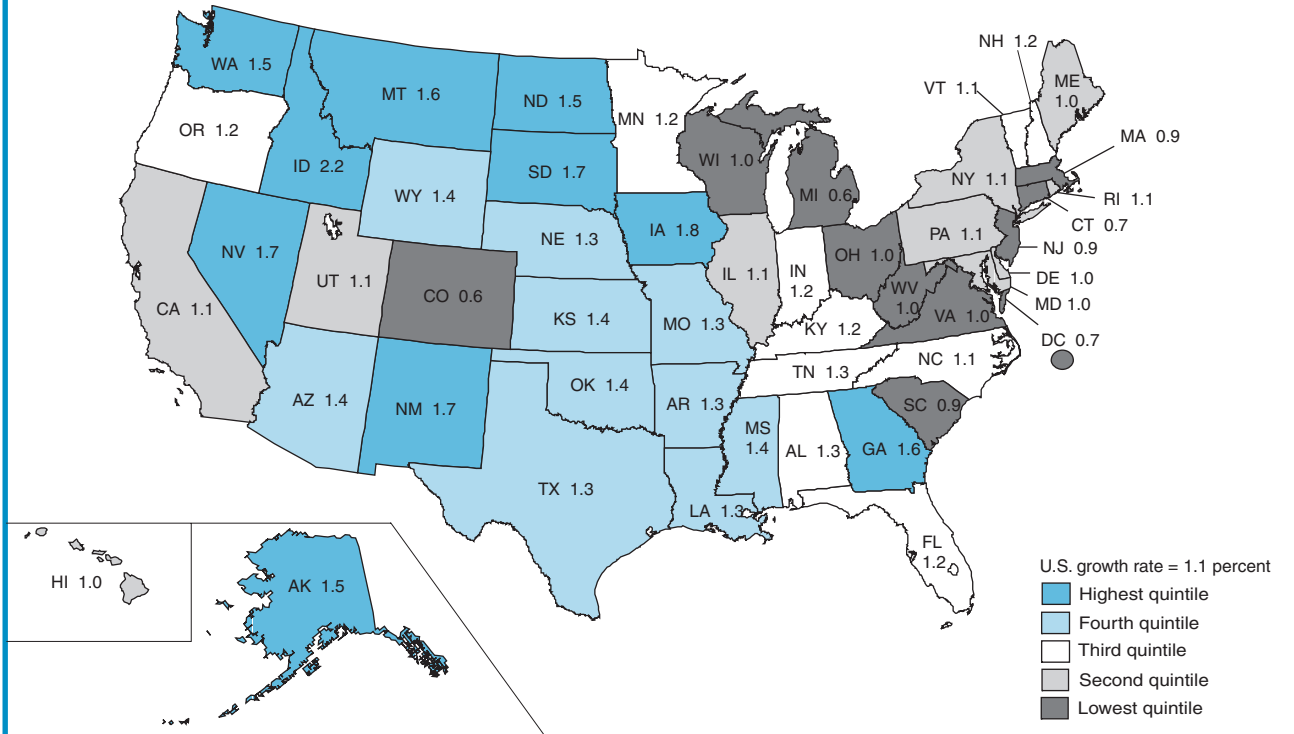 WA 1.5
MT 1.6
ND 1.5
MN 1.2
OR 1.2
ID 2.2
SD 1.7
WI 1.0
MI 0.6
NH 1.2
VT 1.1
ME
1.0
MA 0.9
NY 1.1
RI 1.1
CT 0.7
NJ 0.9
PA 1.1
DE 1.0
MD 1.0
DC 0.7
WY 1.4
NE 1.3
IA 1.8
NV 1.7
UT 1.1
CO 0.6
CA 1.1
KS 1.4
MO 1.3
IL 1.1
IN
1.2
OH 1.0
WV
1.0
VA 1.0
KY 1.2
TN 1.3
NC 1.1
SC 0.9
AZ 1.4
NM 1.7
OK 1.4
AR 1.3
MS
1.4
AL 1.3
GA 1.6
TX 1.3
LA 1.3
FL
1.2
HI 1.0
AK 1.5
U.S. growth rate = 1.1 percent
Highest quintile
Fourth quintile
Third quintile
Second quintile
Lowest quintile